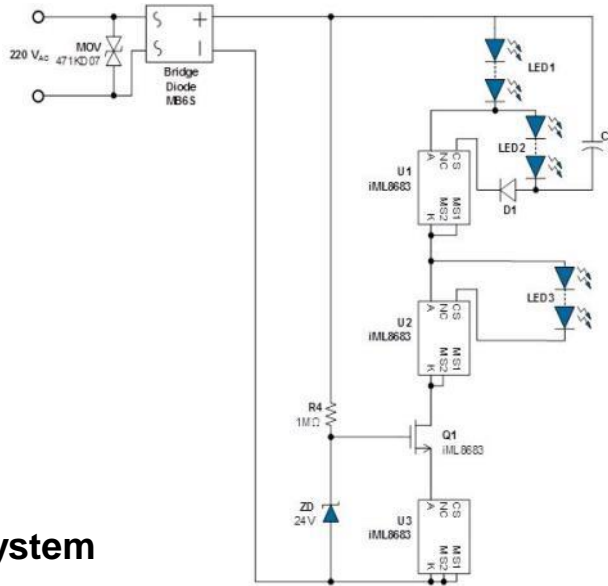 220 VAC
MOV
471KD07
S +
S
Bridge
Diode
MB6S
LED1
LED2
C
U1
iML8683
A NC CS
K MS2 MS1
D1
LED3
U2
iML8683
A NC CS
K MS2 MS1
R4
1MΩ
Q1
iML8683
ZD
24V
U3
iML8683
A NC CS
K MS2 MS1
ystem